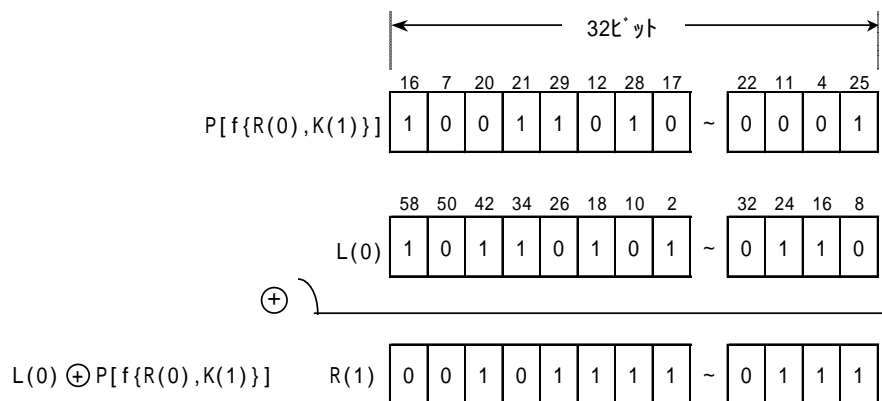 32ﾋﾞｯﾄ
16 7 20 21 29 12 28 17 22 11 4 25
P[f{R(0),K(1)}] 1 0 0 1 1 0 1 0 ~ 0 0 0 1
58 50 42 34 26 18 10 2 32 24 16 8
L(0) 1 0 1 1 0 1 0 1 ~ 0 1 1 0
⊕
L(0)⊕P[f{R(0),K(1)}] R(1) 0 0 1 0 1 1 1 1 ~ 0 1 1 1